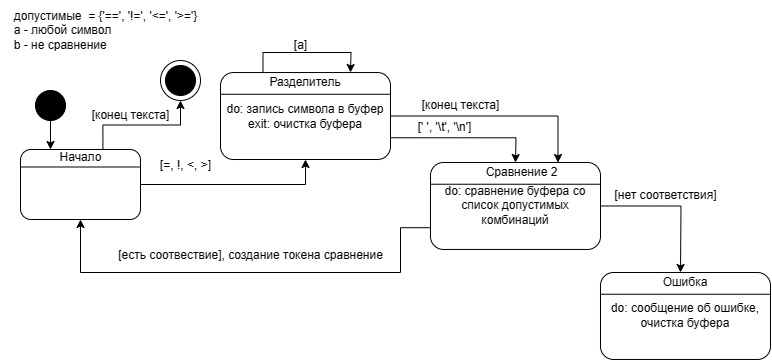 допустимые = {'==', '!=', '<=', '>='}
a - любой символ
b - не сравнение
[a]
Разделитель
do: запись символа в буфер
exit: очистка буфера
[конец текста]
[конец текста]
[' ', '\t', '\n']
Начало
[=, !, <, >]
Сравнение 2
do: сравнение буфера со
список допустимых
комбинаций
[нет соответствия]
[есть соотвествие], создание токена сравнение
Ошибка
do: сообщение об ошибке,
очистка буфера